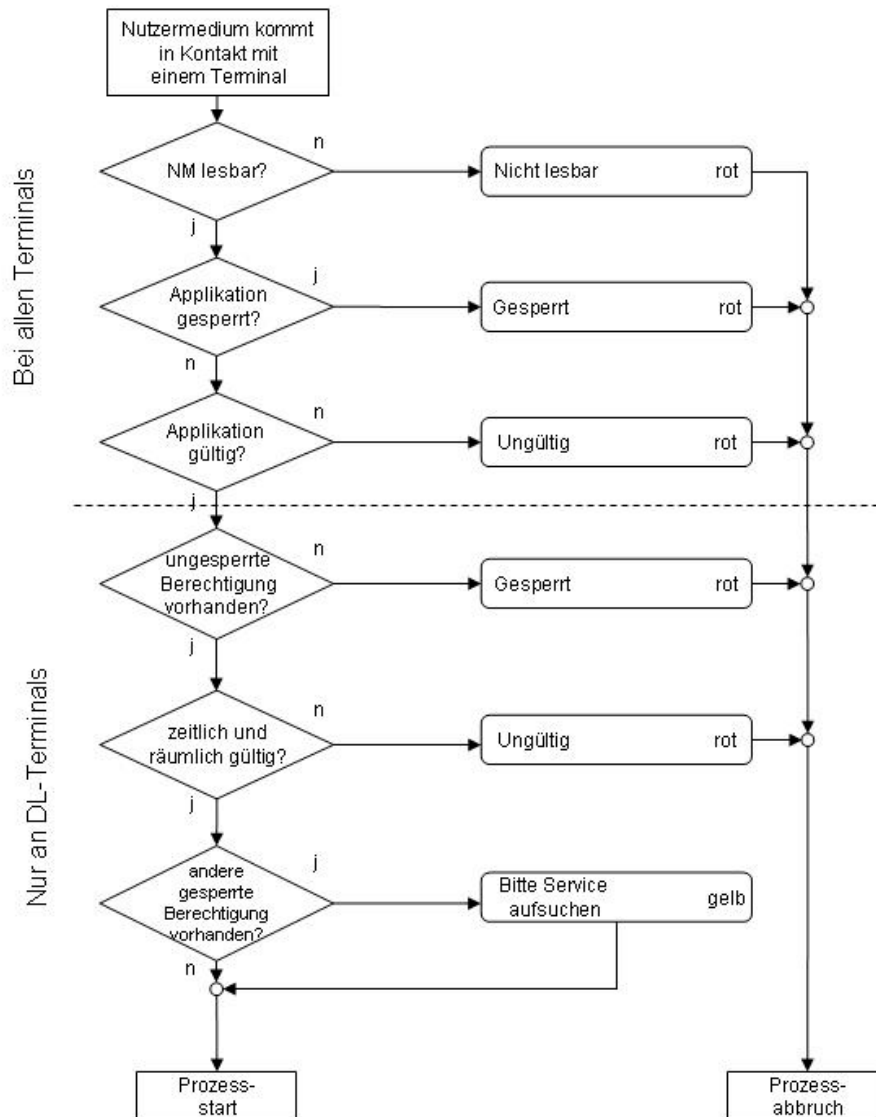 Nutzermedium kommt
in Kontakt mit
einem Terminal
Bei allen Terminals
NM lesbar?
n
Nicht lesbar rot
j
Applikation
gesperrt?
j
Gesperrt rot
n
Applikation
gültig?
n
Ungültig rot
j
Nur an DL-Terminals
ungesperrte
Berechtigung
vorhanden?
n
Gesperrt rot
j
zeitlich und
räumlich gültig?
n
Ungültig rot
j
andere
gesperrte
Berechtigung
vorhanden?
j
Bitte Service
aufsuchen
gelb
n
Prozess-
start
Prozess-
abbruch